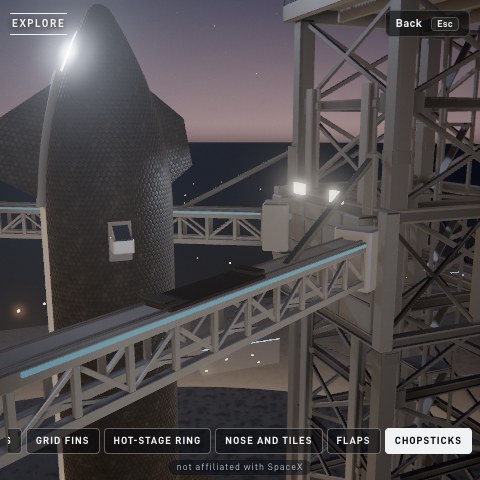 EXPLORE
Back Esc
GRID FINS HOT-STAGE RING NOSE AND TILES FLAPS CHOPSTICKS
not affiliated with SpaceX